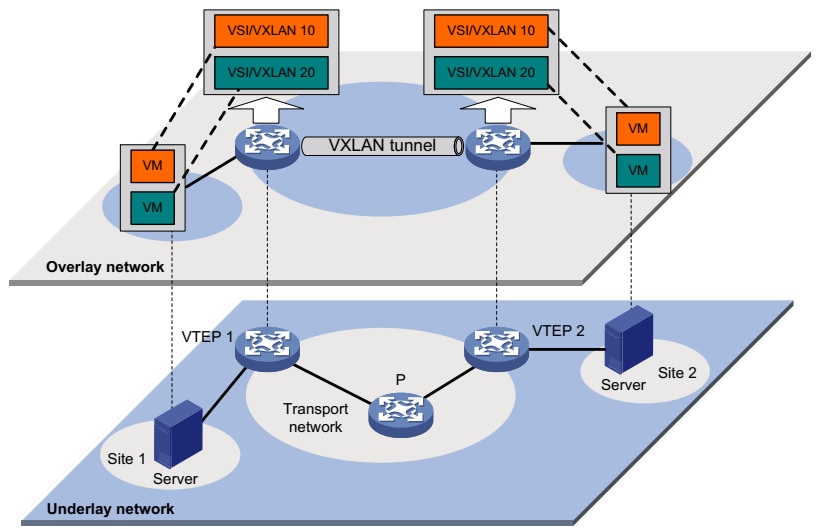 VSI/VXLAN 10
VSI/VXLAN 20
VSI/VXLAN 10
VSI/VXLAN 20
VM
VM
VXLAN tunnel
VM
VM
Overlay network
VTEP 1
VTEP 2
P
Transport
network
Server
Site 2
Site 1
Server
Underlay network